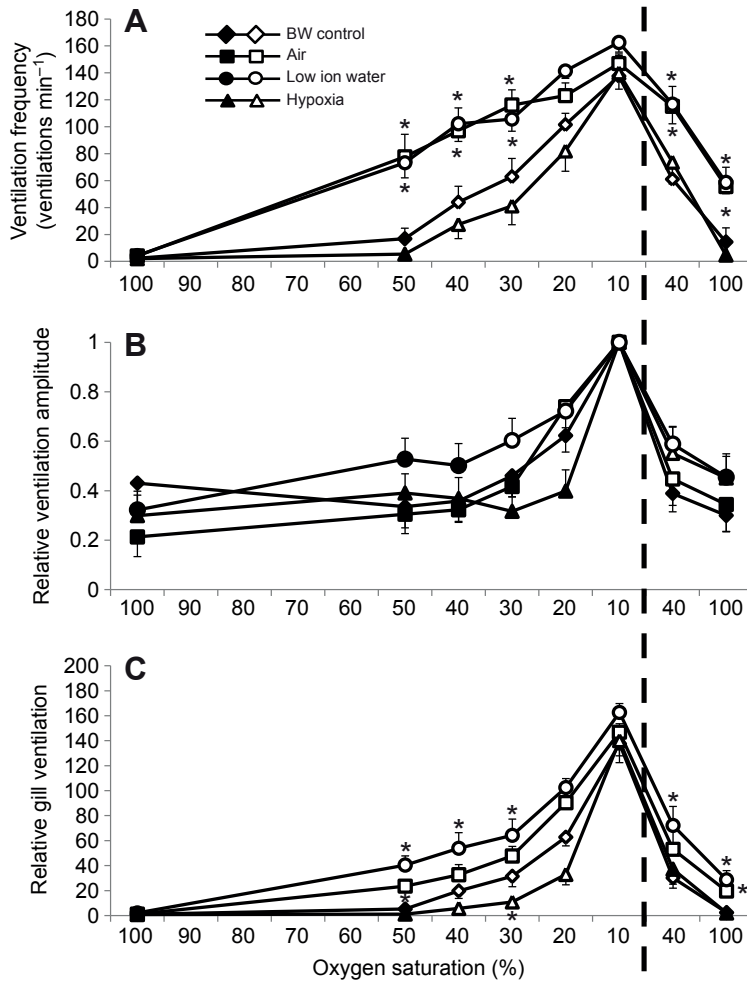 A
BW control
Air
Low ion water
Hypoxia
Ventilation frequency
(ventilations min⁻¹)
180
160
140
120
100
80
60
40
20
0
* * * * *
* * * * *
*
100 90 80 70 60 50 40 30 20 10 40 100
B
Relative ventilation amplitude
1
0.8
0.6
0.4
0.2
0
100 90 80 70 60 50 40 30 20 10 40 100
C
Relative gill ventilation
200
180
160
140
120
100
80
60
40
20
0
* * * * *
* * *
100 90 80 70 60 50 40 30 20 10 40 100
Oxygen saturation (%)